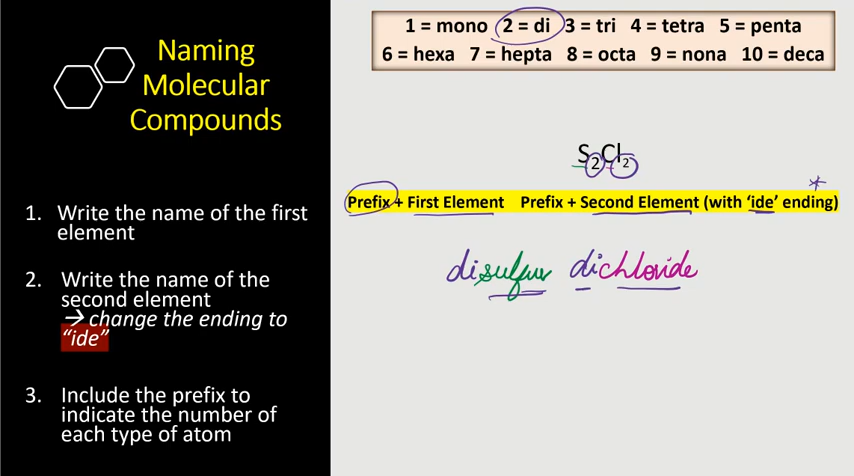 Naming
Molecular
Compounds
1. Write the name of the first
element
2. Write the name of the
second element
→ change the ending to
“ide”
3. Include the prefix to
indicate the number of
each type of atom
1 = mono 2 = di 3 = tri 4 = tetra 5 = penta
6 = hexa 7 = hepta 8 = octa 9 = nona 10 = deca
S₂Cl₂
Prefix + First Element Prefix + Second Element (with ‘ide’ ending)
disulfur dichloride